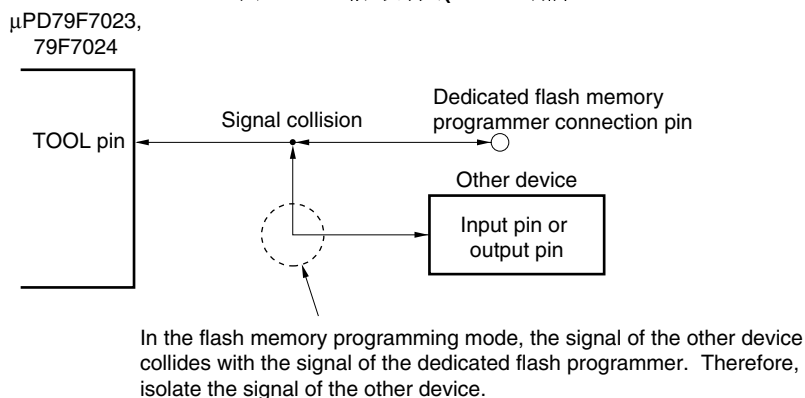 μPD79F7023,
79F7024
TOOL pin
Signal collision
Dedicated flash memory
programmer connection pin
Other device
Input pin or
output pin
In the flash memory programming mode, the signal of the other device
collides with the signal of the dedicated flash programmer. Therefore,
isolate the signal of the other device.